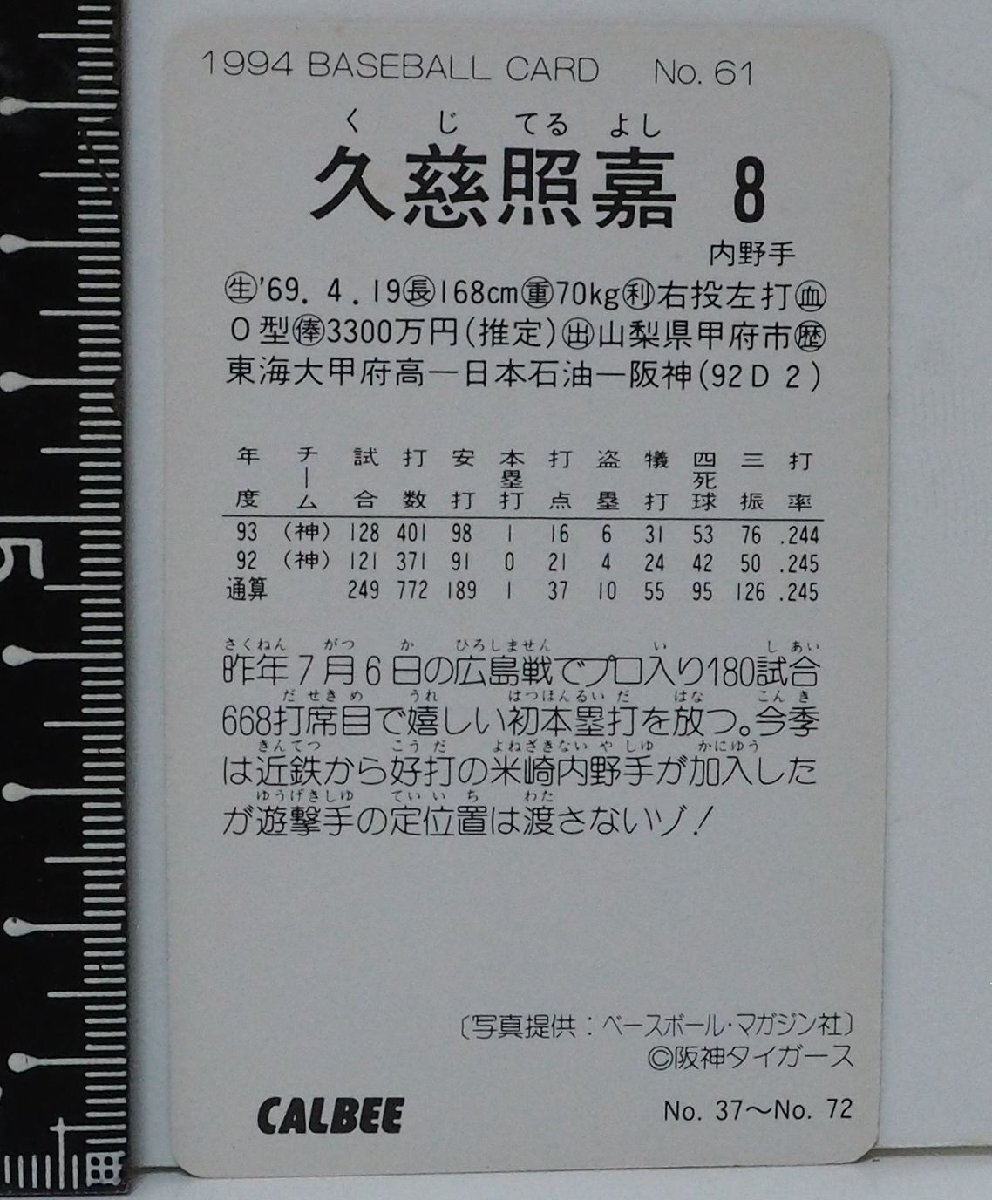 1994 BASEBALL CARD No. 61
く じ てる よし
久慈照嘉 8
内野手
㊤'69. 4. 19㊥168cm㊥70kg㊥右投左打㊥
O型㊥3300万円(推定)㊥山梨県甲府市㊥
東海大甲府高ー日本石油ー阪神(92D 2)
年度 チーム 試合 打数 安打 本塁打 打点 盗塁 犠打 四死球 三振 打率
93 (神) 128 401 98 1 16 6 31 53 76 .244
92 (神) 121 371 91 0 21 4 24 42 50 .245
通算 249 772 189 1 37 10 55 95 126 .245
さくねん がつ か ひろしません い しあい
昨年7月6日の広島戦でプロ入り180試合
だせきめ うれ はつほんるいだ はな こんき
668打席目で嬉しい初本塁打を放つ。今季
きんてつ こうだ よねざきないやしゆ かにゆう
は近鉄から好打の米崎内野手が加入した
ゆうげきしゆ ていいち わた
が遊撃手の定位置は渡さないゾ!
〔写真提供：ベースボール・マガジン社〕
©阪神タイガース
CALBEE No. 37〜No. 72
5